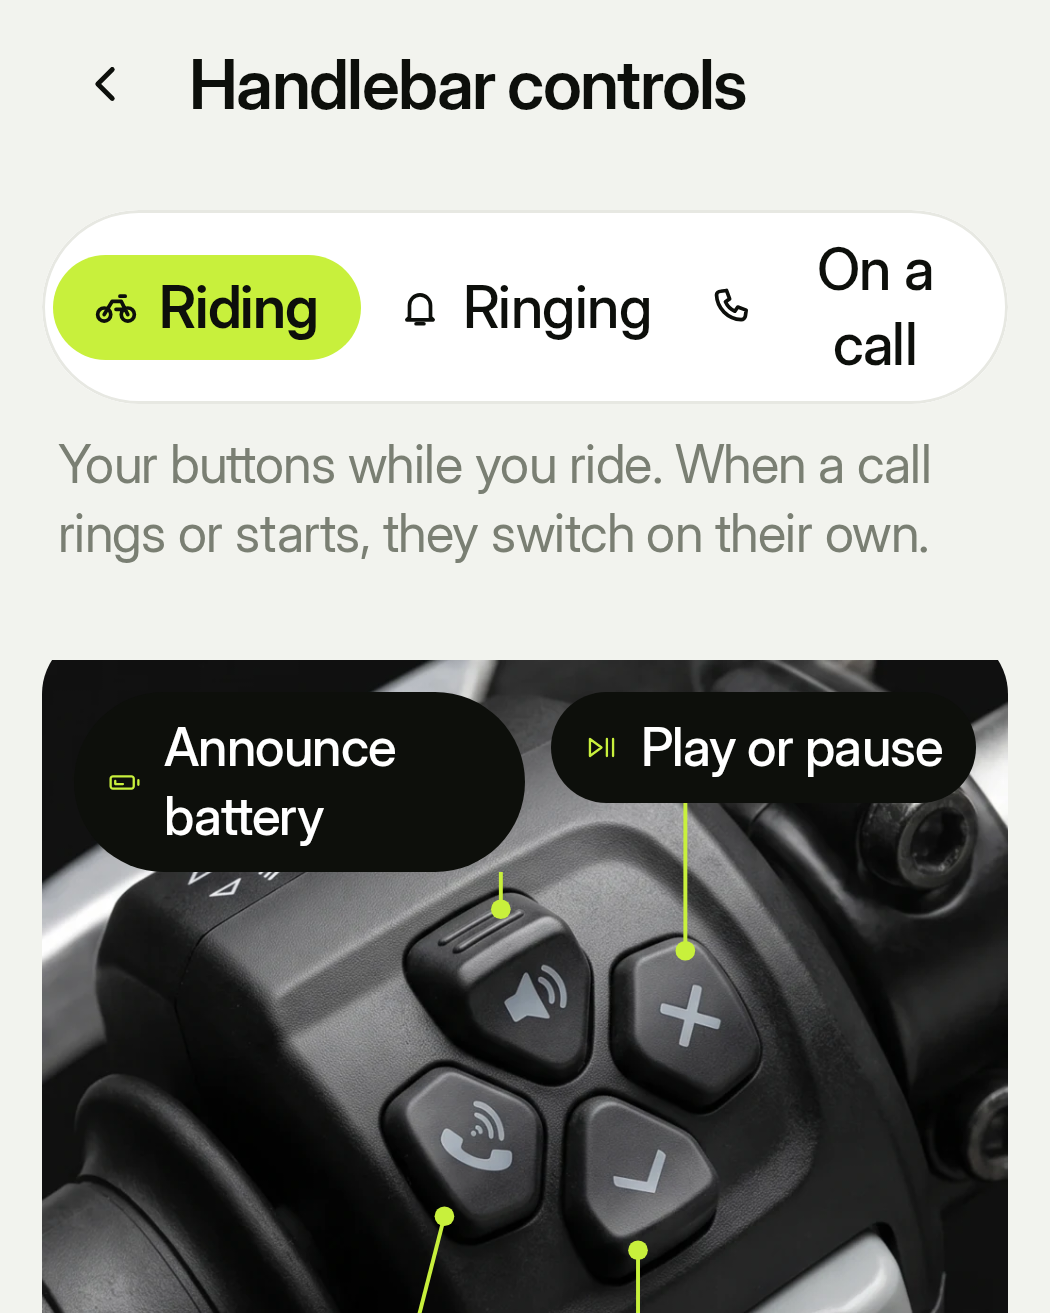 Handlebar controls
Riding
Ringing
On a
call
Your buttons while you ride. When a call
rings or starts, they switch on their own.
Announce
battery
Play or pause